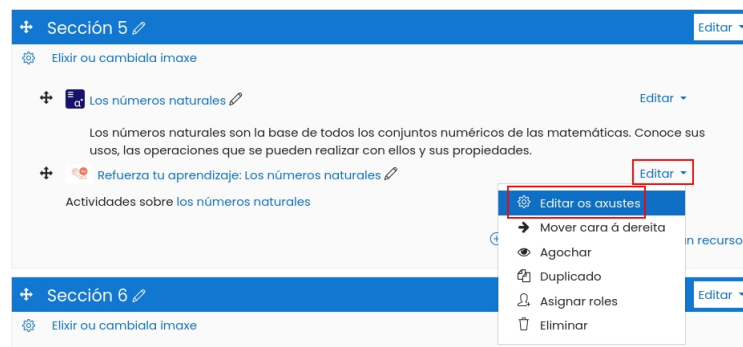 Sección 5 Editar
Elixir ou cambiala imaxe
Los números naturales Editar
Los números naturales son la base de todos los conjuntos numéricos de las matemáticas. Conoce sus
usos, las operaciones que se pueden realizar con ellos y sus propiedades.
Refuerza tu aprendizaje: Los números naturales Editar
Actividades sobre los números naturales
Editar os axustes
Mover cara á dereita
n recurso
Agochar
Duplicado
Asignar roles
Eliminar
Sección 6 Editar
Elixir ou cambiala imaxe